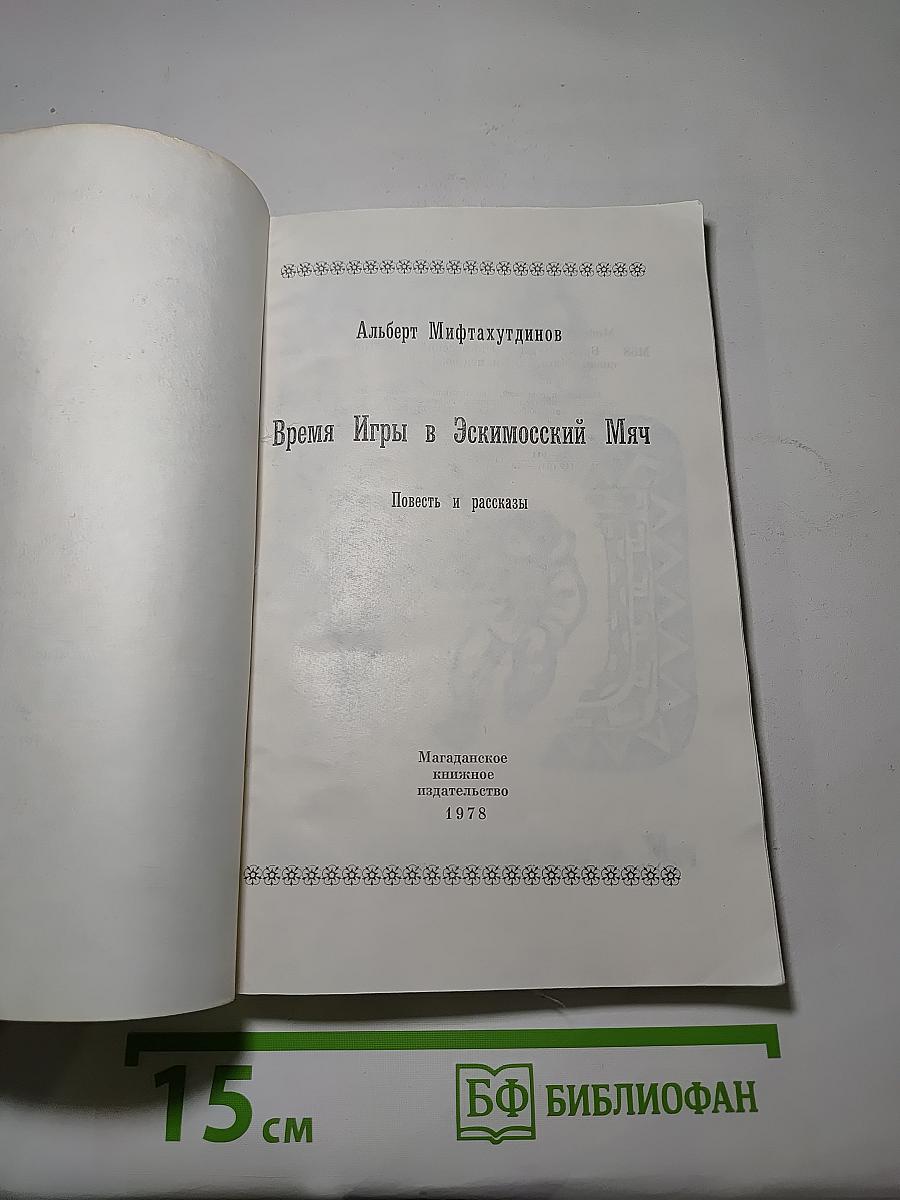 Альберт Мифтахутдинов
Время Игры в Эскимосский Мяч
Повесть и рассказы
Магаданское
книжное
издательство
1978
15 см
БФ БИБЛИОФАН